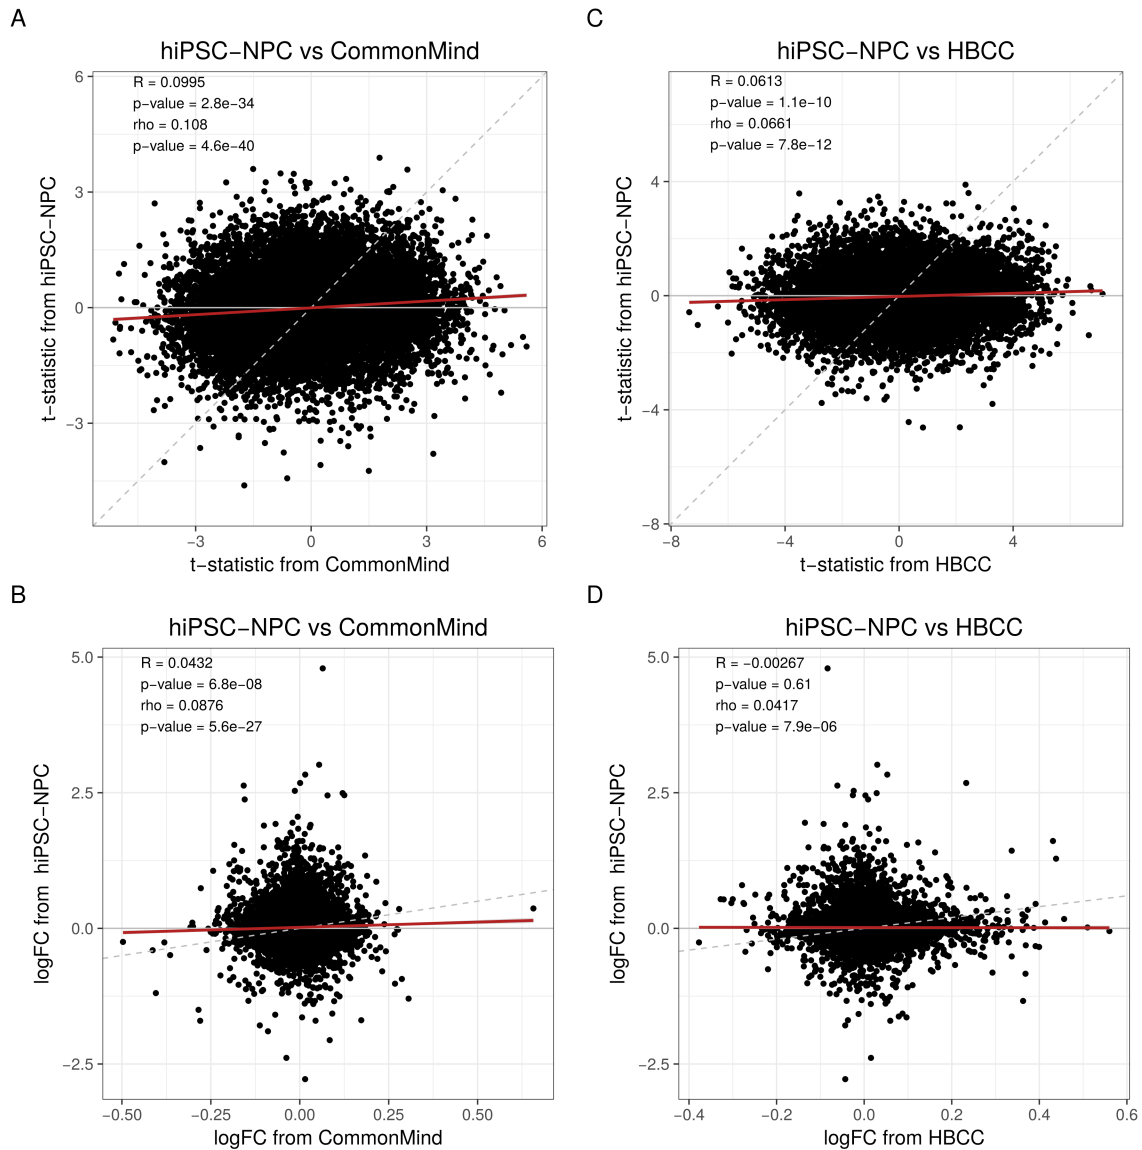 A
hiPSC−NPC vs CommonMind
R = 0.0995
p−value = 2.8e−34
rho = 0.108
p−value = 4.6e−40
6
3
0
−3
t−statistic from hiPSC−NPC
−3
0
3
6
t−statistic from CommonMind
C
hiPSC−NPC vs HBCC
R = 0.0613
p−value = 1.1e−10
rho = 0.0661
p−value = 7.8e−12
4
0
−4
−8
t−statistic from hiPSC−NPC
−8
−4
0
4
t−statistic from HBCC
B
hiPSC−NPC vs CommonMind
R = 0.0432
p−value = 6.8e−08
rho = 0.0876
p−value = 5.6e−27
5.0
2.5
0.0
−2.5
logFC from hiPSC−NPC
−0.50
−0.25
0.00
0.25
0.50
logFC from CommonMind
D
hiPSC−NPC vs HBCC
R = −0.00267
p−value = 0.61
rho = 0.0417
p−value = 7.9e−06
5.0
2.5
0.0
−2.5
logFC from hiPSC−NPC
−0.4
−0.2
0.0
0.2
0.4
0.6
logFC from HBCC